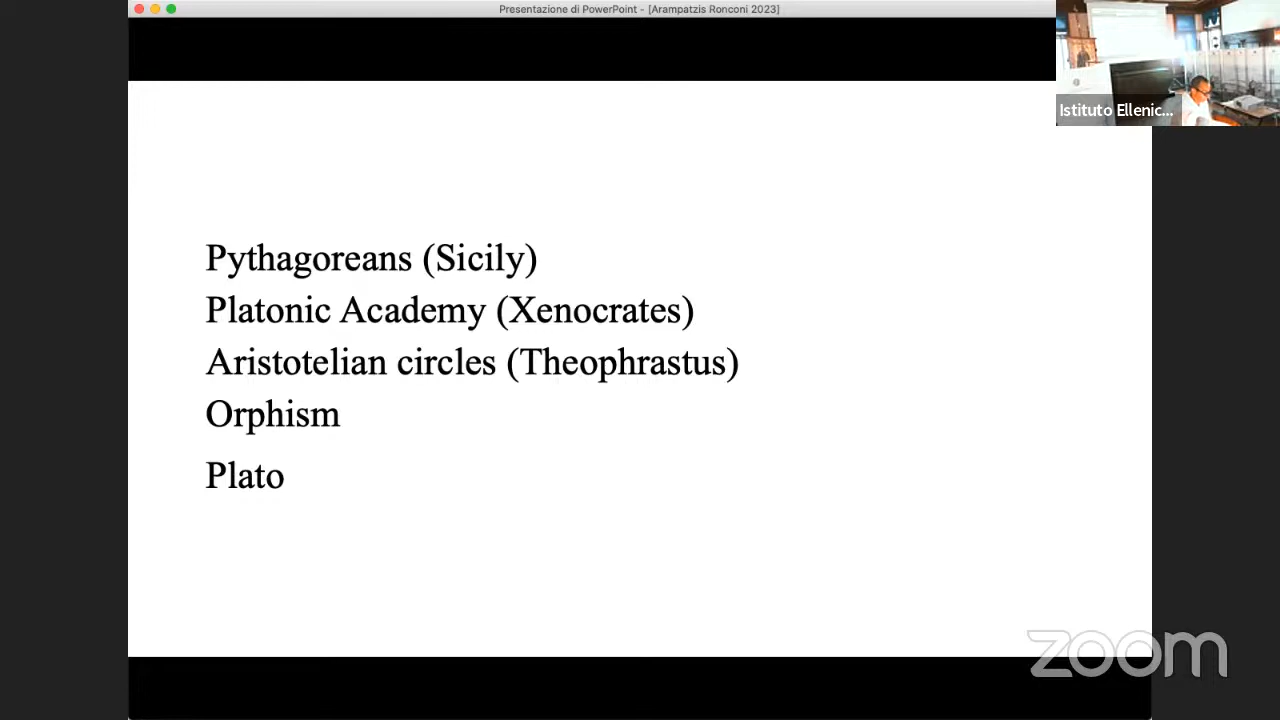 Presentazione di PowerPoint - [Arampatzis Ronconi 2023]
Istituto Ellenic...
Pythagoreans (Sicily)
Platonic Academy (Xenocrates)
Aristotelian circles (Theophrastus)
Orphism
Plato
zoom